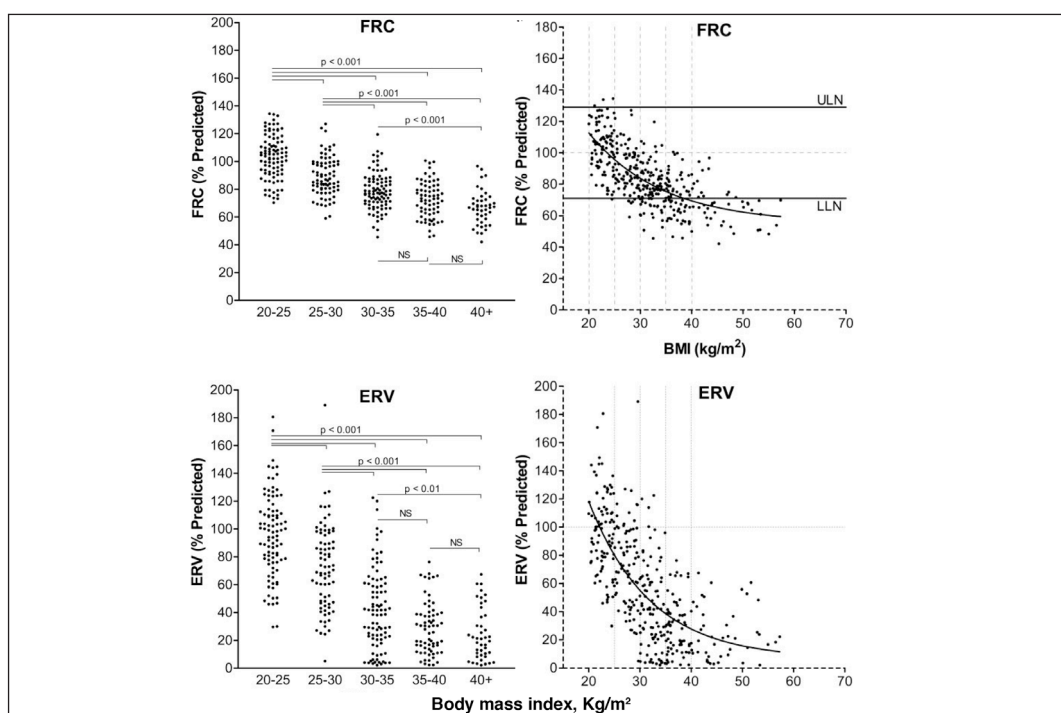 FRC
FRC (% Predicted)
200
180
160
140
120
100
80
60
40
20
0
p < 0.001
p < 0.001
p < 0.001
NS
NS
20-25
25-30
30-35
35-40
40+
FRC
FRC (% Predicted)
180
160
140
120
100
80
60
40
20
0
ULN
LLN
20
30
40
50
60
70
BMI (kg/m²)
ERV
ERV (% Predicted)
200
180
160
140
120
100
80
60
40
20
0
p < 0.001
p < 0.001
p < 0.01
NS
NS
20-25
25-30
30-35
35-40
40+
ERV
ERV (% Predicted)
200
180
160
140
120
100
80
60
40
20
0
20
30
40
50
60
70
Body mass index, Kg/m²